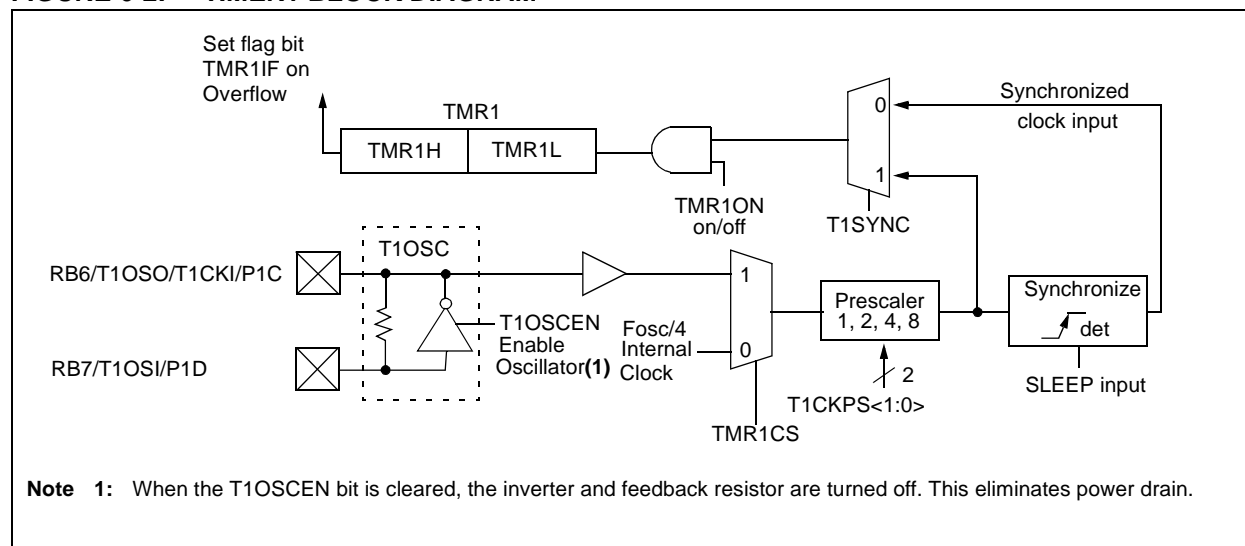 Set flag bit
TMR1IF on
Overflow
TMR1
TMR1H
TMR1L
TMR1ON
on/off
0
1
T1SYNC
Synchronized
clock input
RB6/T1OSO/T1CKI/P1C
RB7/T1OSI/P1D
T1OSC
T1OSCEN
Enable
Oscillator(1)
Fosc/4
Internal
Clock
1
0
TMR1CS
Prescaler
1, 2, 4, 8
2
T1CKPS<1:0>
Synchronize
det
SLEEP input
Note 1: When the T1OSCEN bit is cleared, the inverter and feedback resistor are turned off. This eliminates power drain.